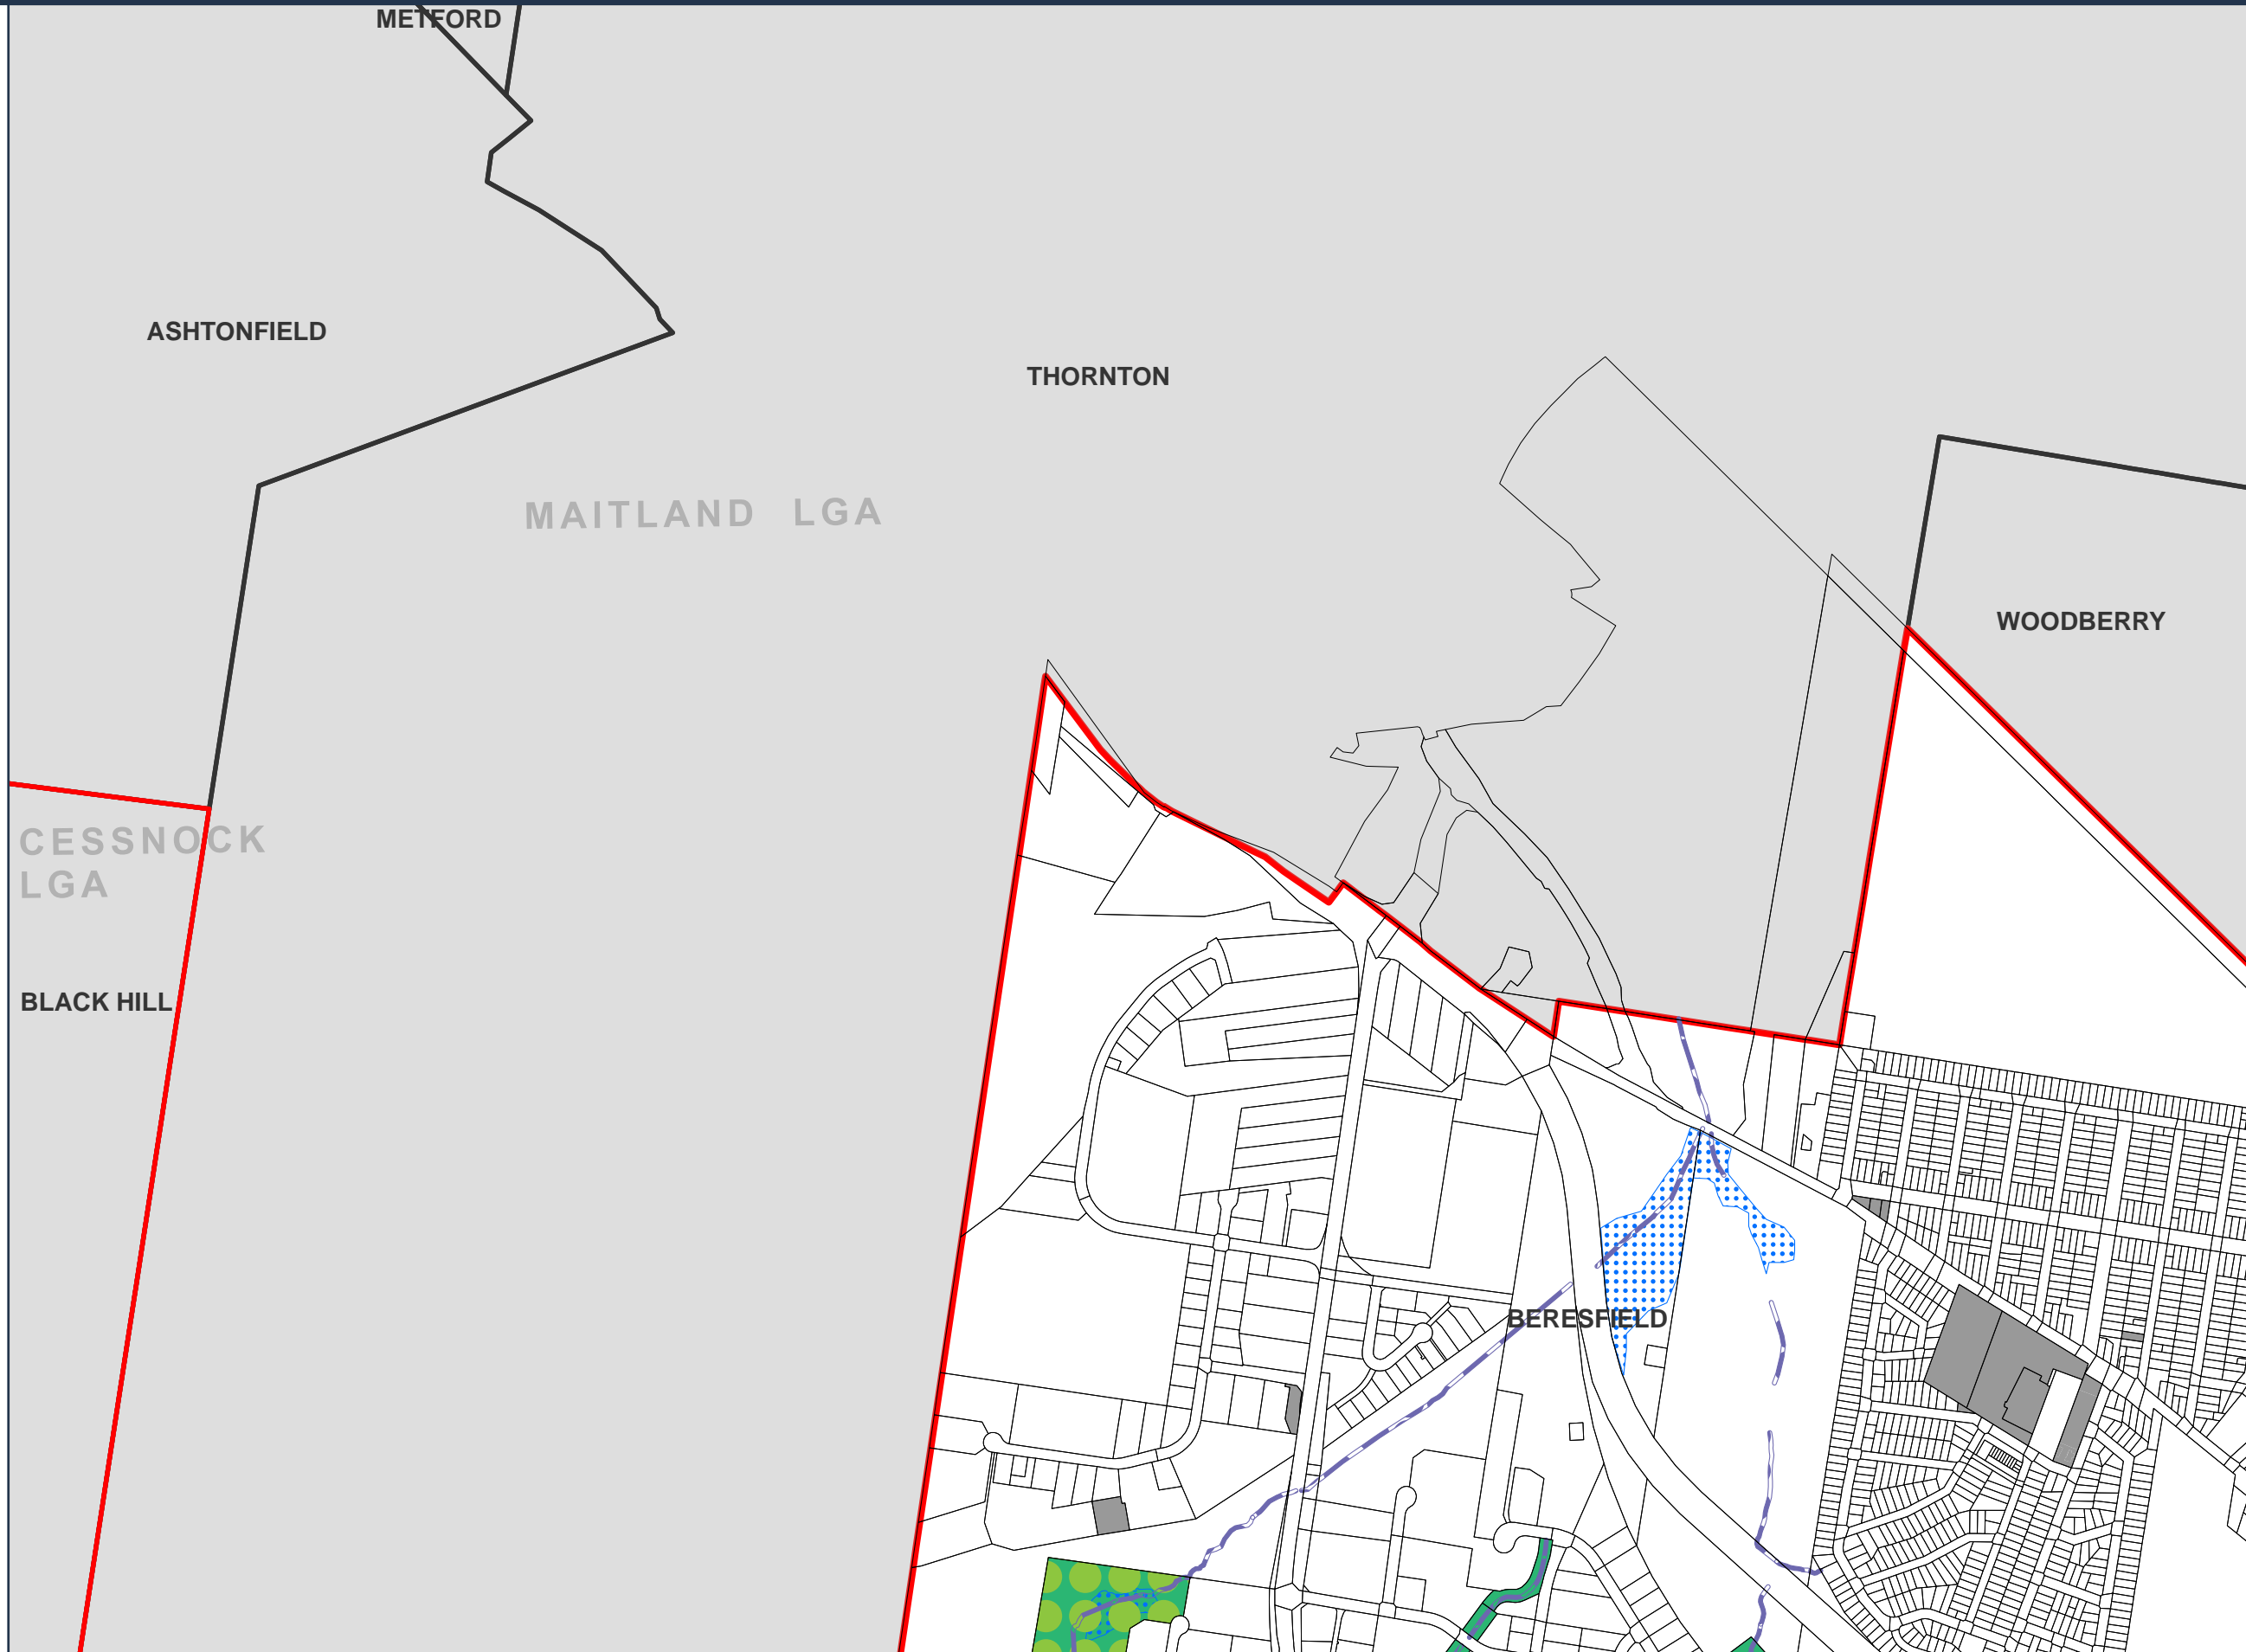 METFORD
ASHTONFIELD
THORNTON
MAITLAND LGA
WOODBERRY
CESSNOCK
LGA
BLACK HILL
BERESFIELD